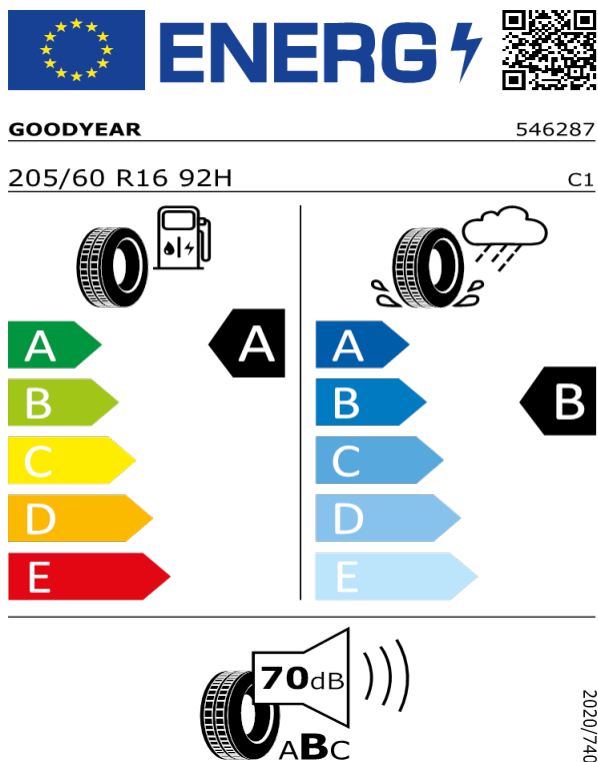 ENERG
GOODYEAR 546287
205/60 R16 92H C1
A A
B
C
D
E
A
B B
C
D
E
70dB
ABC
2020/740